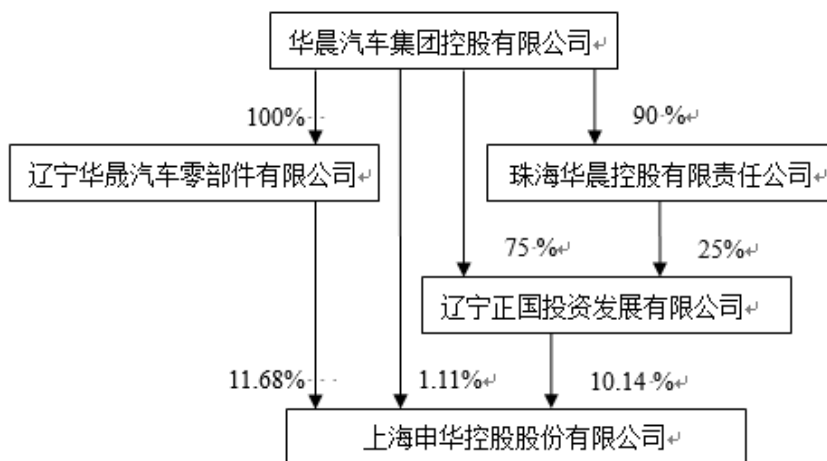 华晨汽车集团控股有限公司
100%
90%
辽宁华晟汽车零部件有限公司
珠海华晨控股有限责任公司
75%
25%
辽宁正国投资发展有限公司
11.68%
1.11%
10.14%
上海申华控股股份有限公司